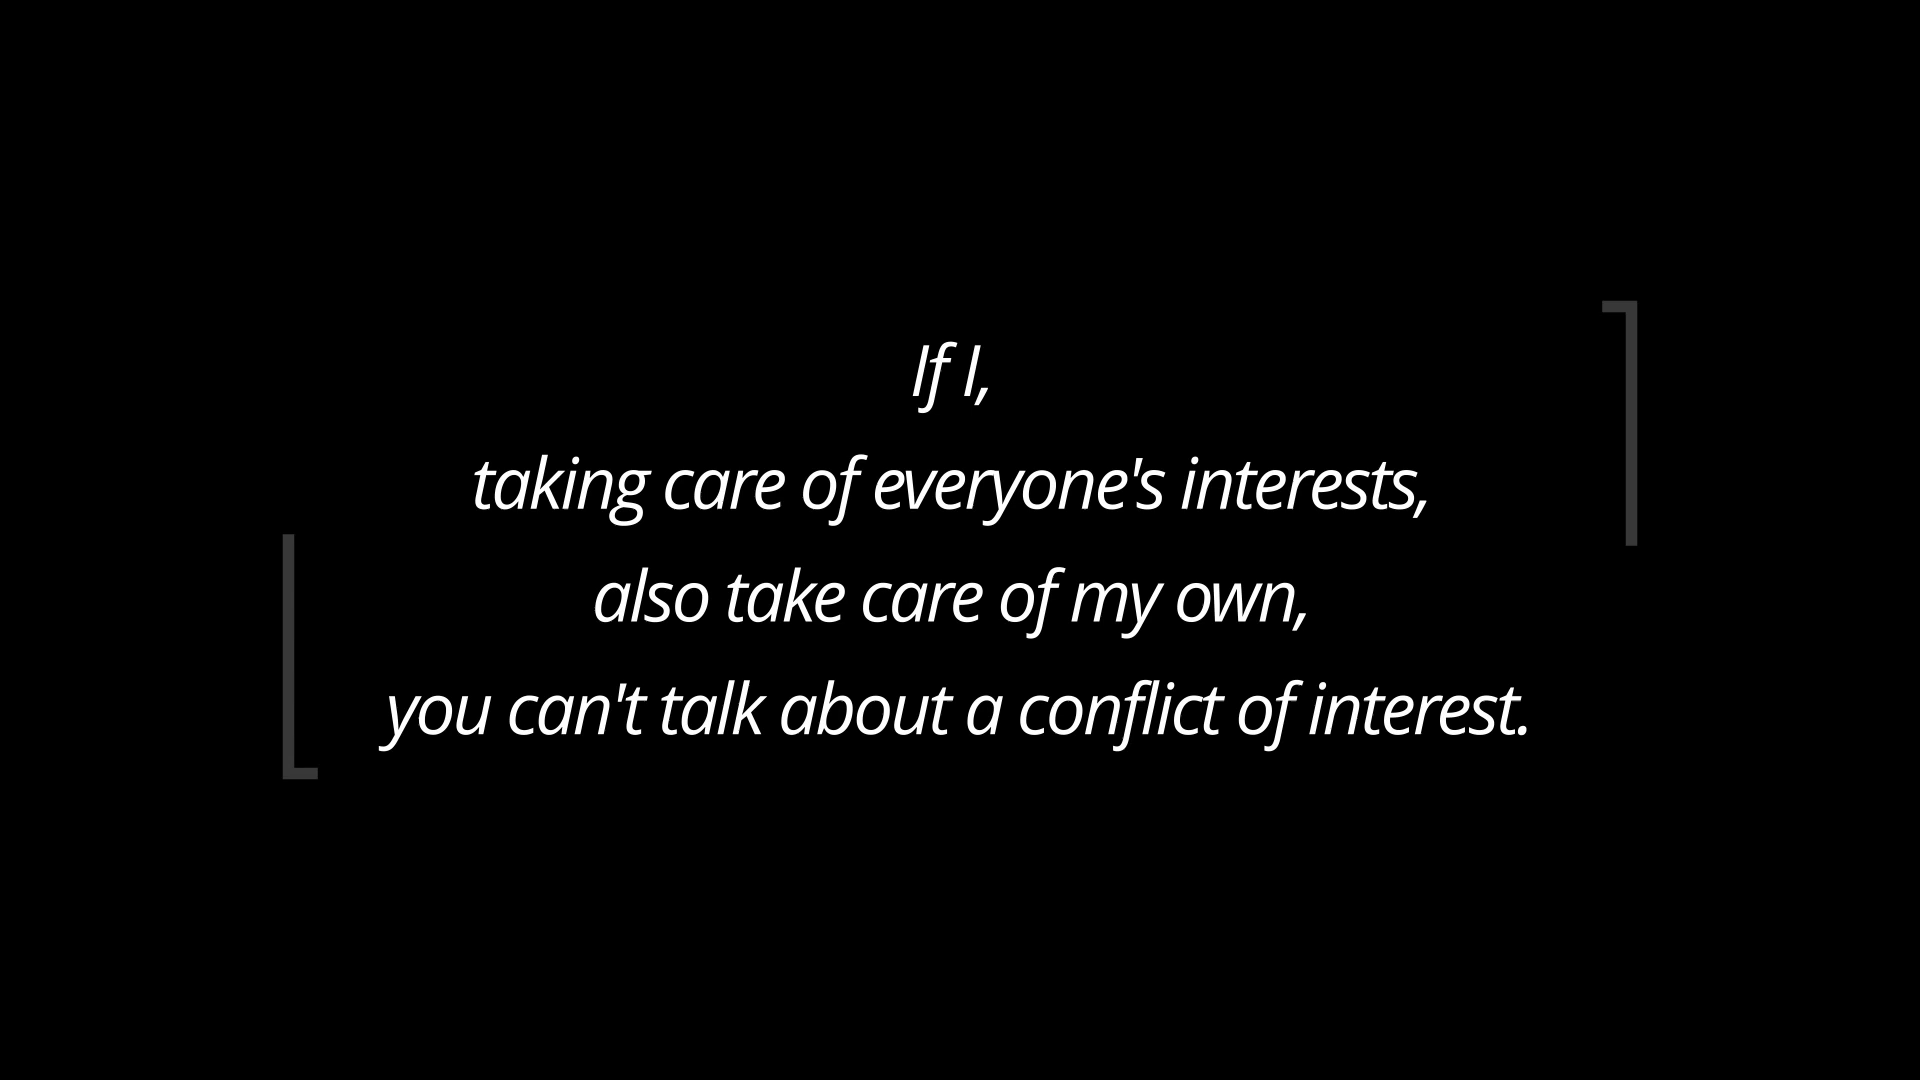 If I,
taking care of everyone's interests,
also take care of my own,
you can't talk about a conflict of interest.